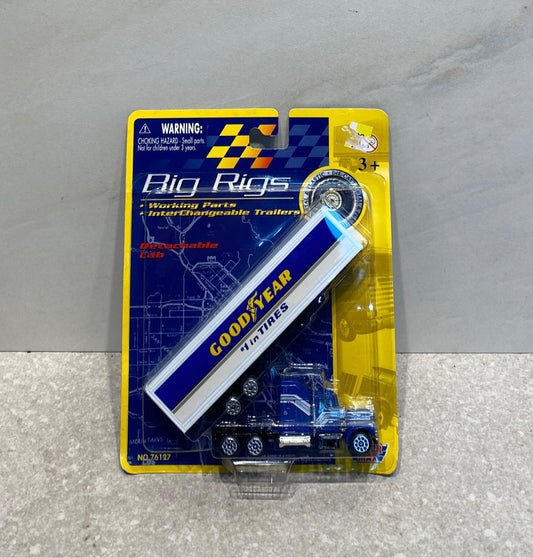 WARNING:
CHOKING HAZARD - Small parts.
Not for children under 3 years.
3+
Big Rigs
• Working Parts
• InterChangeable Trailers
Detachable
Cab
GOODYEAR
#1 in TIRES
NO.76127